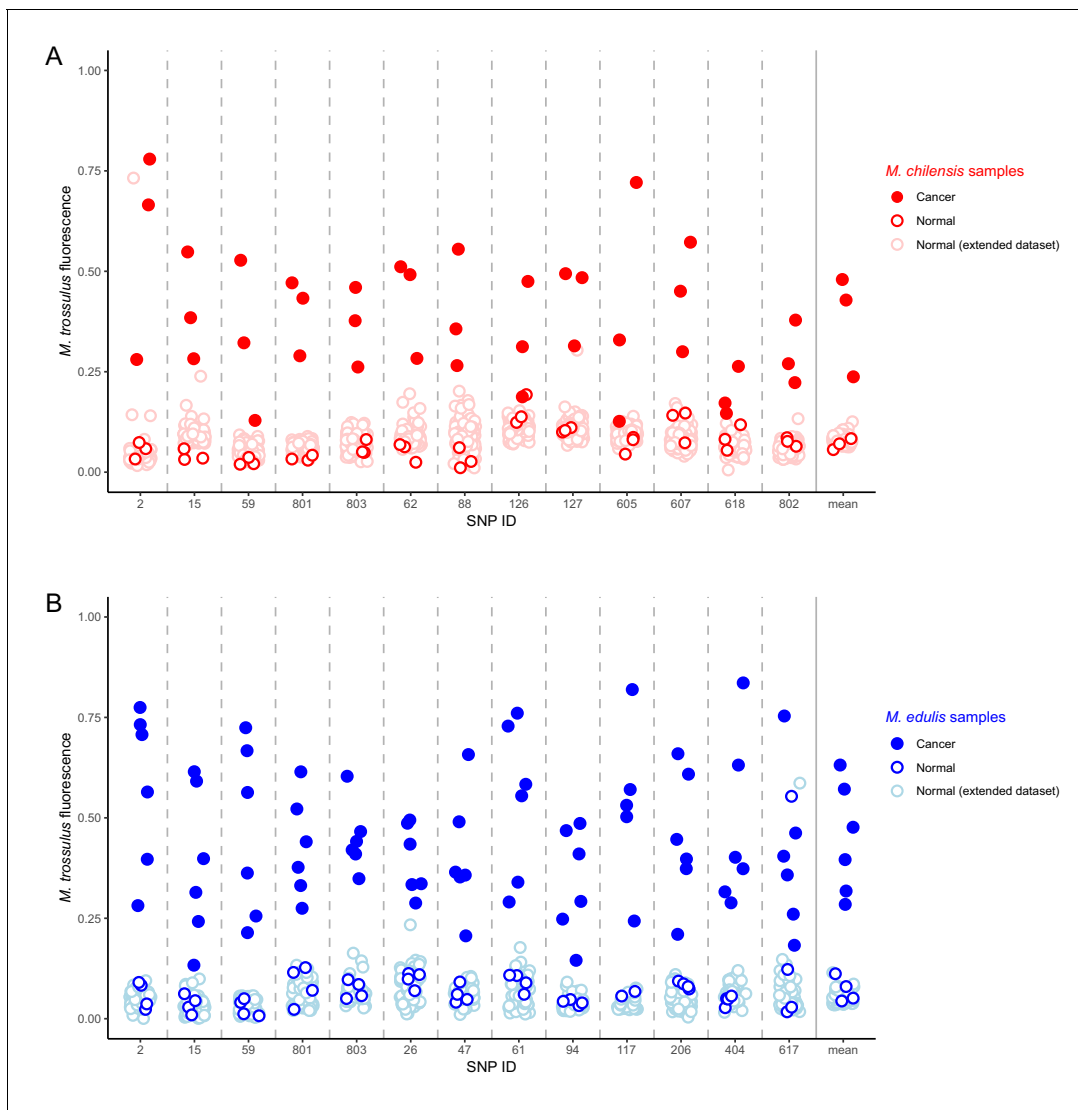 A
1.00
0.75
0.50
0.25
0.00
M. trossulus fluorescence
2 15 59 801 803 62 88 126 127 605 607 618 802 mean
SNP ID
M. chilensis samples
Cancer
Normal
Normal (extended dataset)
B
1.00
0.75
0.50
0.25
0.00
M. trossulus fluorescence
2 15 59 801 803 26 47 61 94 117 206 404 617 mean
SNP ID
M. edulis samples
Cancer
Normal
Normal (extended dataset)